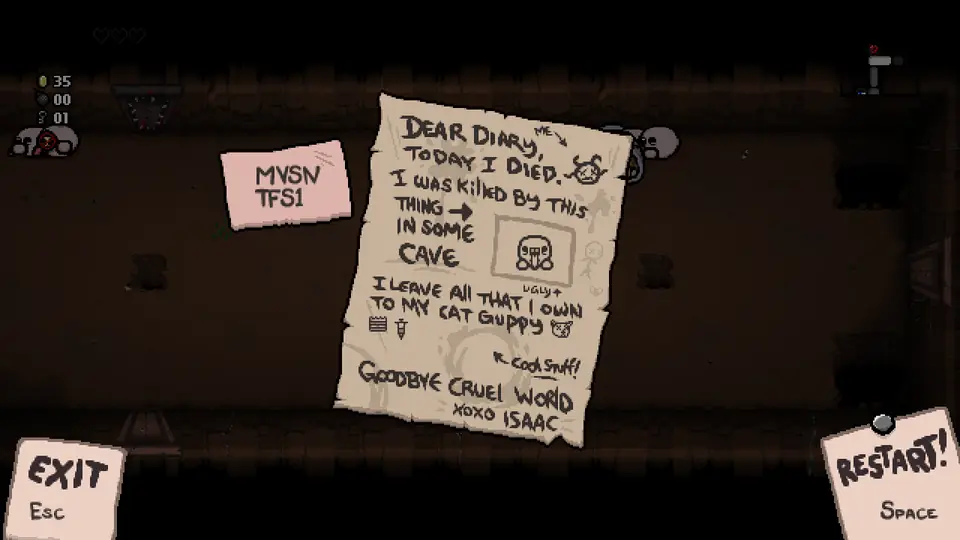 35
00
01
MVSN
TFS1
DEAR DIARY,
ME
TODAY I DIED.
I WAS KILLED BY THIS
THING
IN SOME
CAVE
UGLY
I LEAVE ALL THAT I OWN
TO MY CAT GUPPY
COOL STUFF!
GOODBYE CRUEL WORLD
XOXO ISAAC
EXIT
ESC
RESTART!
SPACE